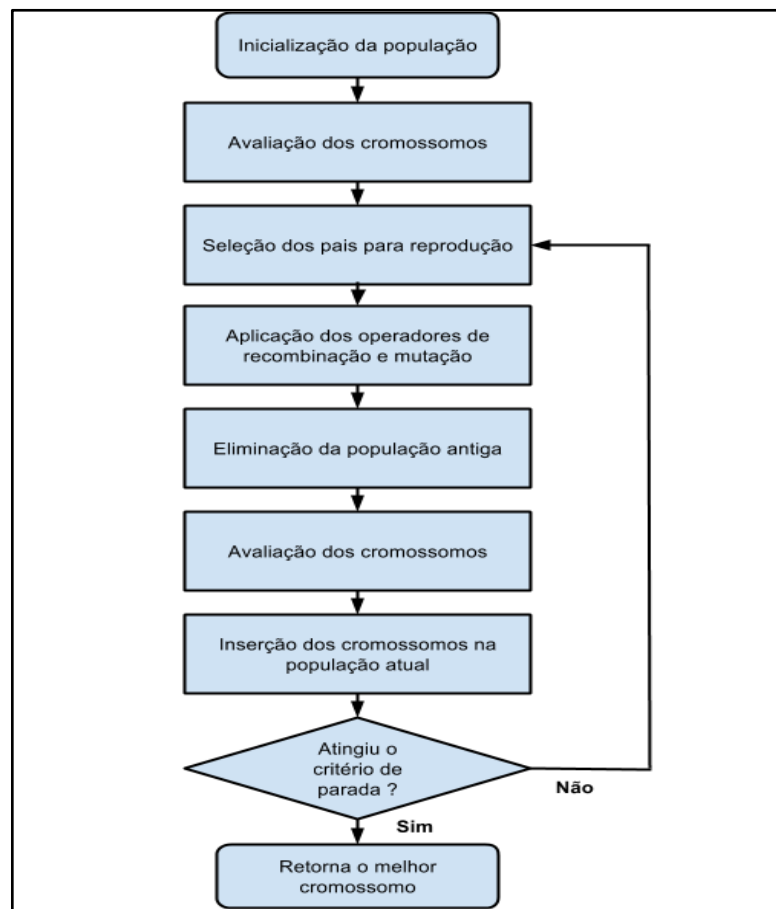 Inicialização da população
Avaliação dos cromossomos
Seleção dos pais para reprodução
Aplicação dos operadores de
recombinação e mutação
Eliminação da população antiga
Avaliação dos cromossomos
Inserção dos cromossomos na
população atual
Atingiu o
critério de
parada ?
Não
Sim
Retorna o melhor
cromossomo